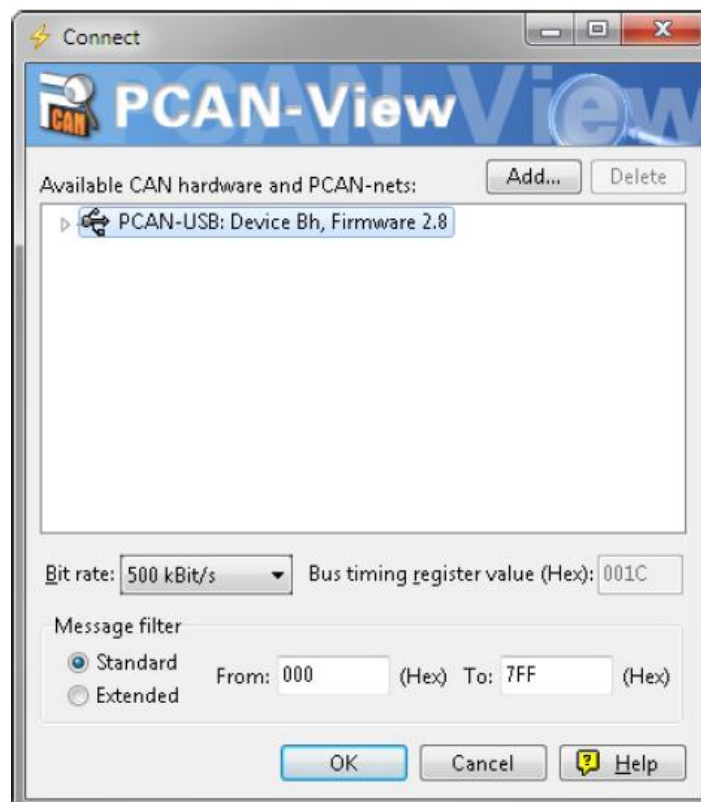 Connect
CAN PCAN-View
Available CAN hardware and PCAN-nets: Add... Delete
PCAN-USB: Device Bh, Firmware 2.8
Bit rate: 500 kBit/s Bus timing register value (Hex): 001C
Message filter
Standard
From: 000 (Hex) To: 7FF (Hex)
Extended
OK Cancel ? Help